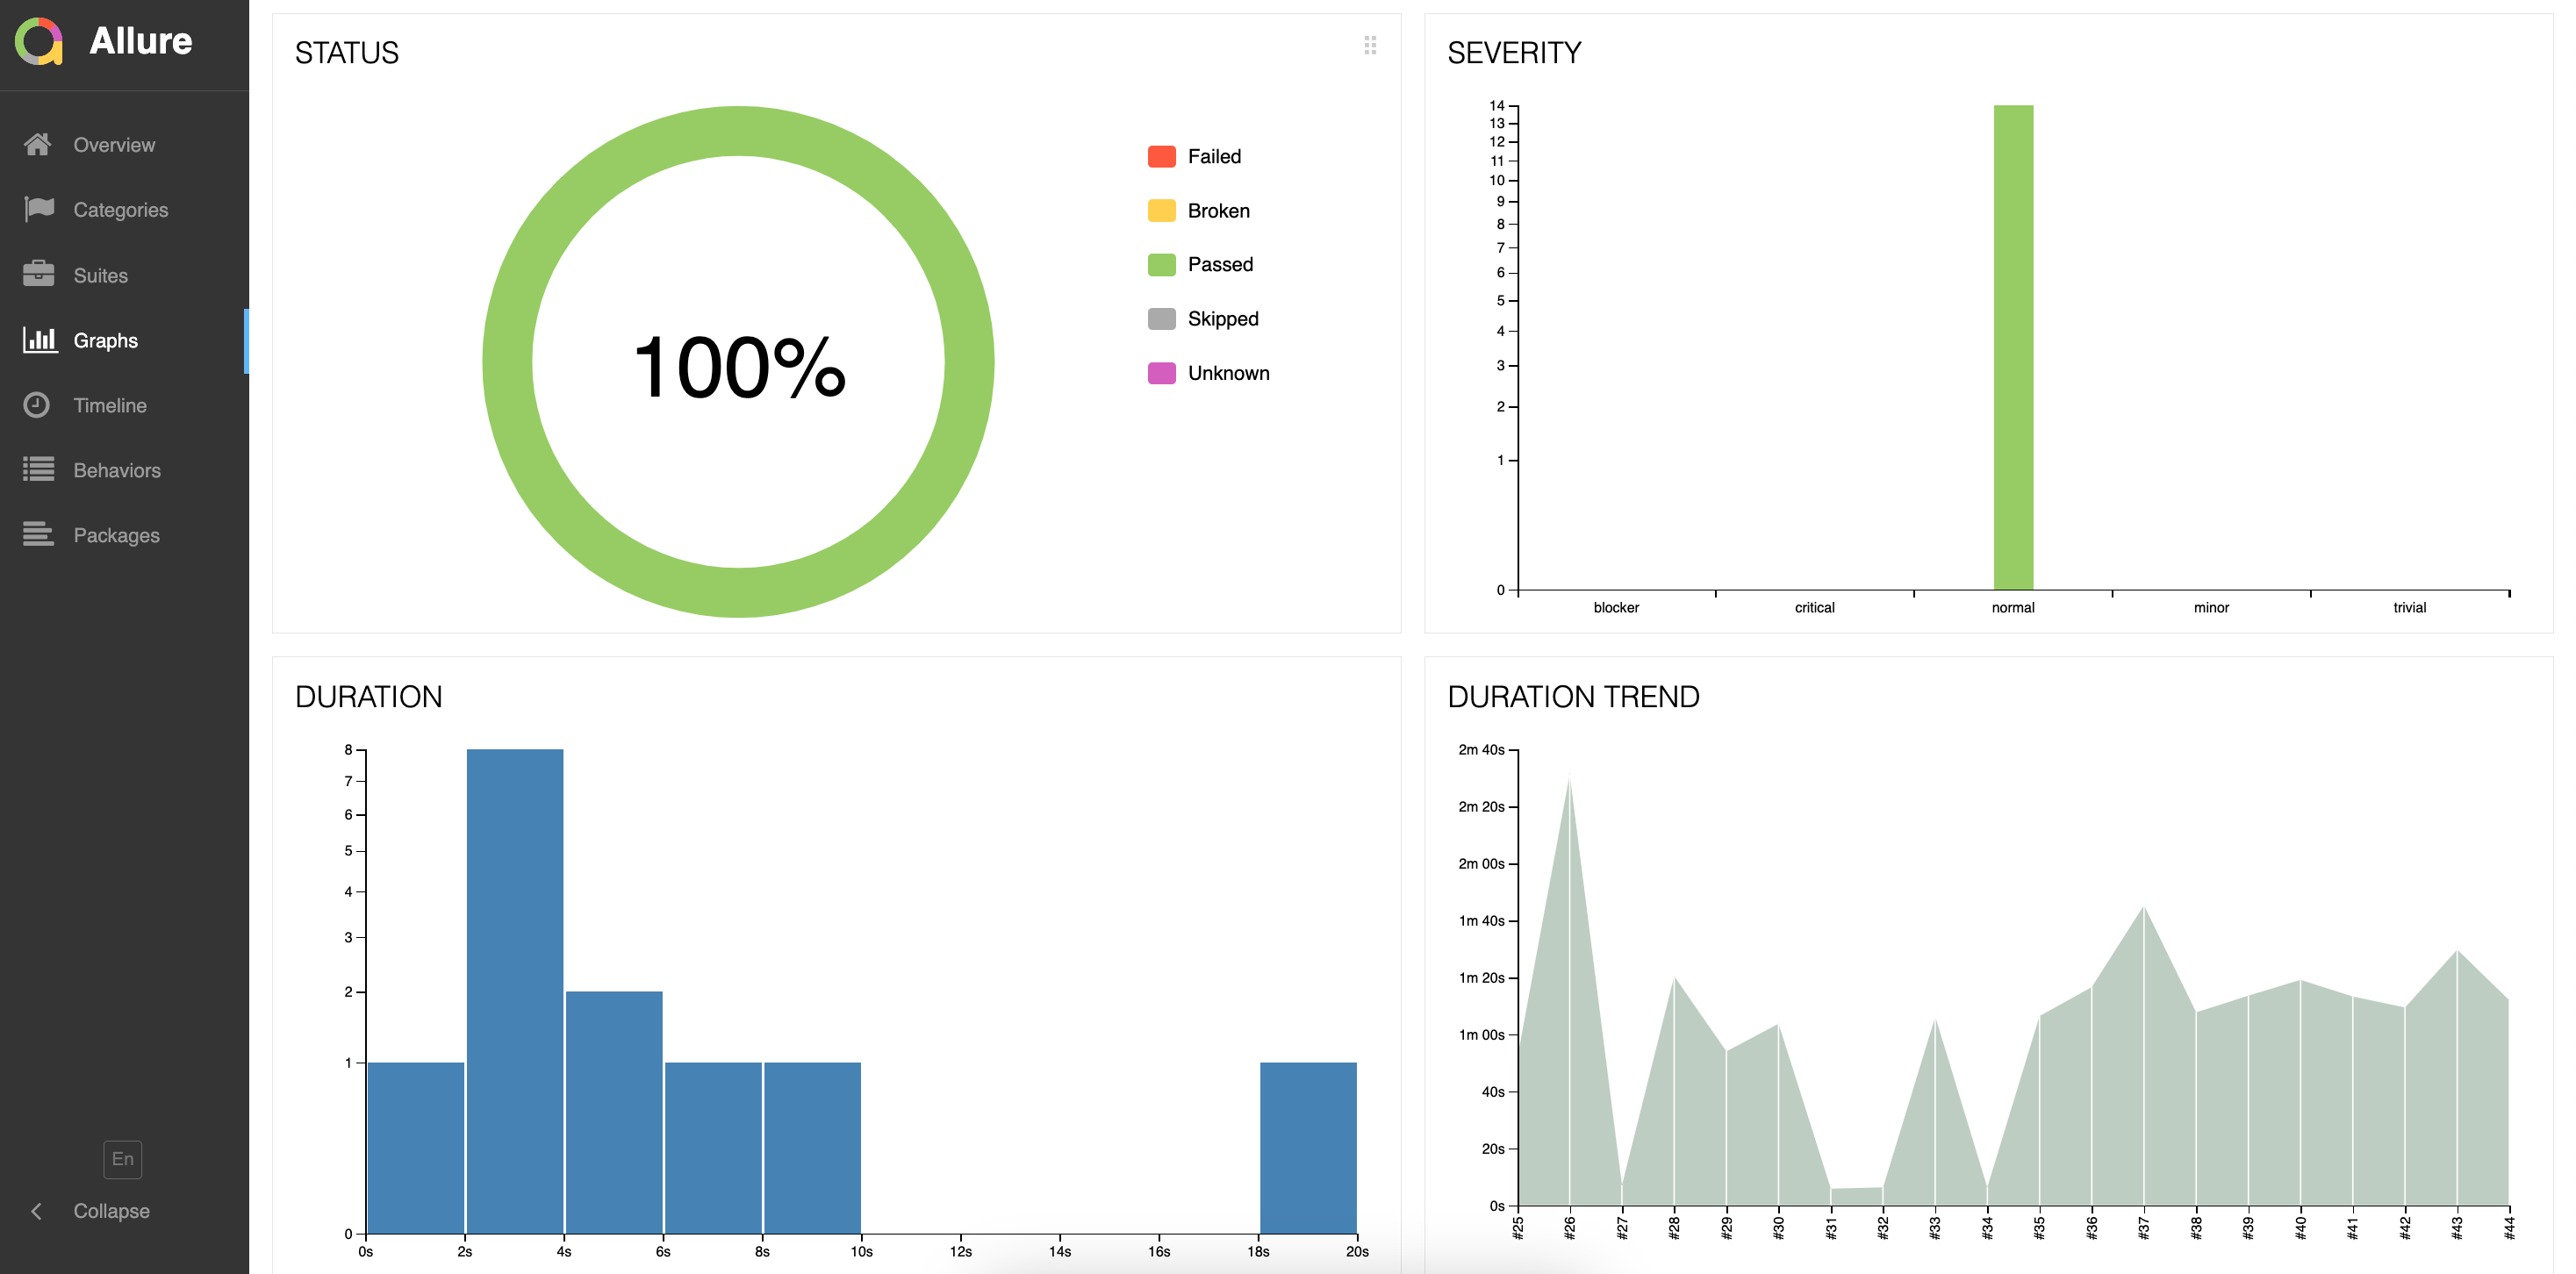 Allure
Overview
Categories
Suites
Graphs
Timeline
Behaviors
Packages
En
Collapse
STATUS
100%
Failed
Broken
Passed
Skipped
Unknown
SEVERITY
14
13
12
11
10
9
8
7
6
5
4
3
2
1
0
blocker critical normal minor trivial
DURATION
8
7
6
5
4
3
2
1
0
0s 2s 4s 6s 8s 10s 12s 14s 16s 18s 20s
DURATION TREND
2m 40s
2m 20s
2m 00s
1m 40s
1m 20s
1m 00s
40s
20s
0s
#25 #26 #27 #28 #29 #30 #31 #32 #33 #34 #35 #36 #37 #38 #39 #40 #41 #42 #43 #44